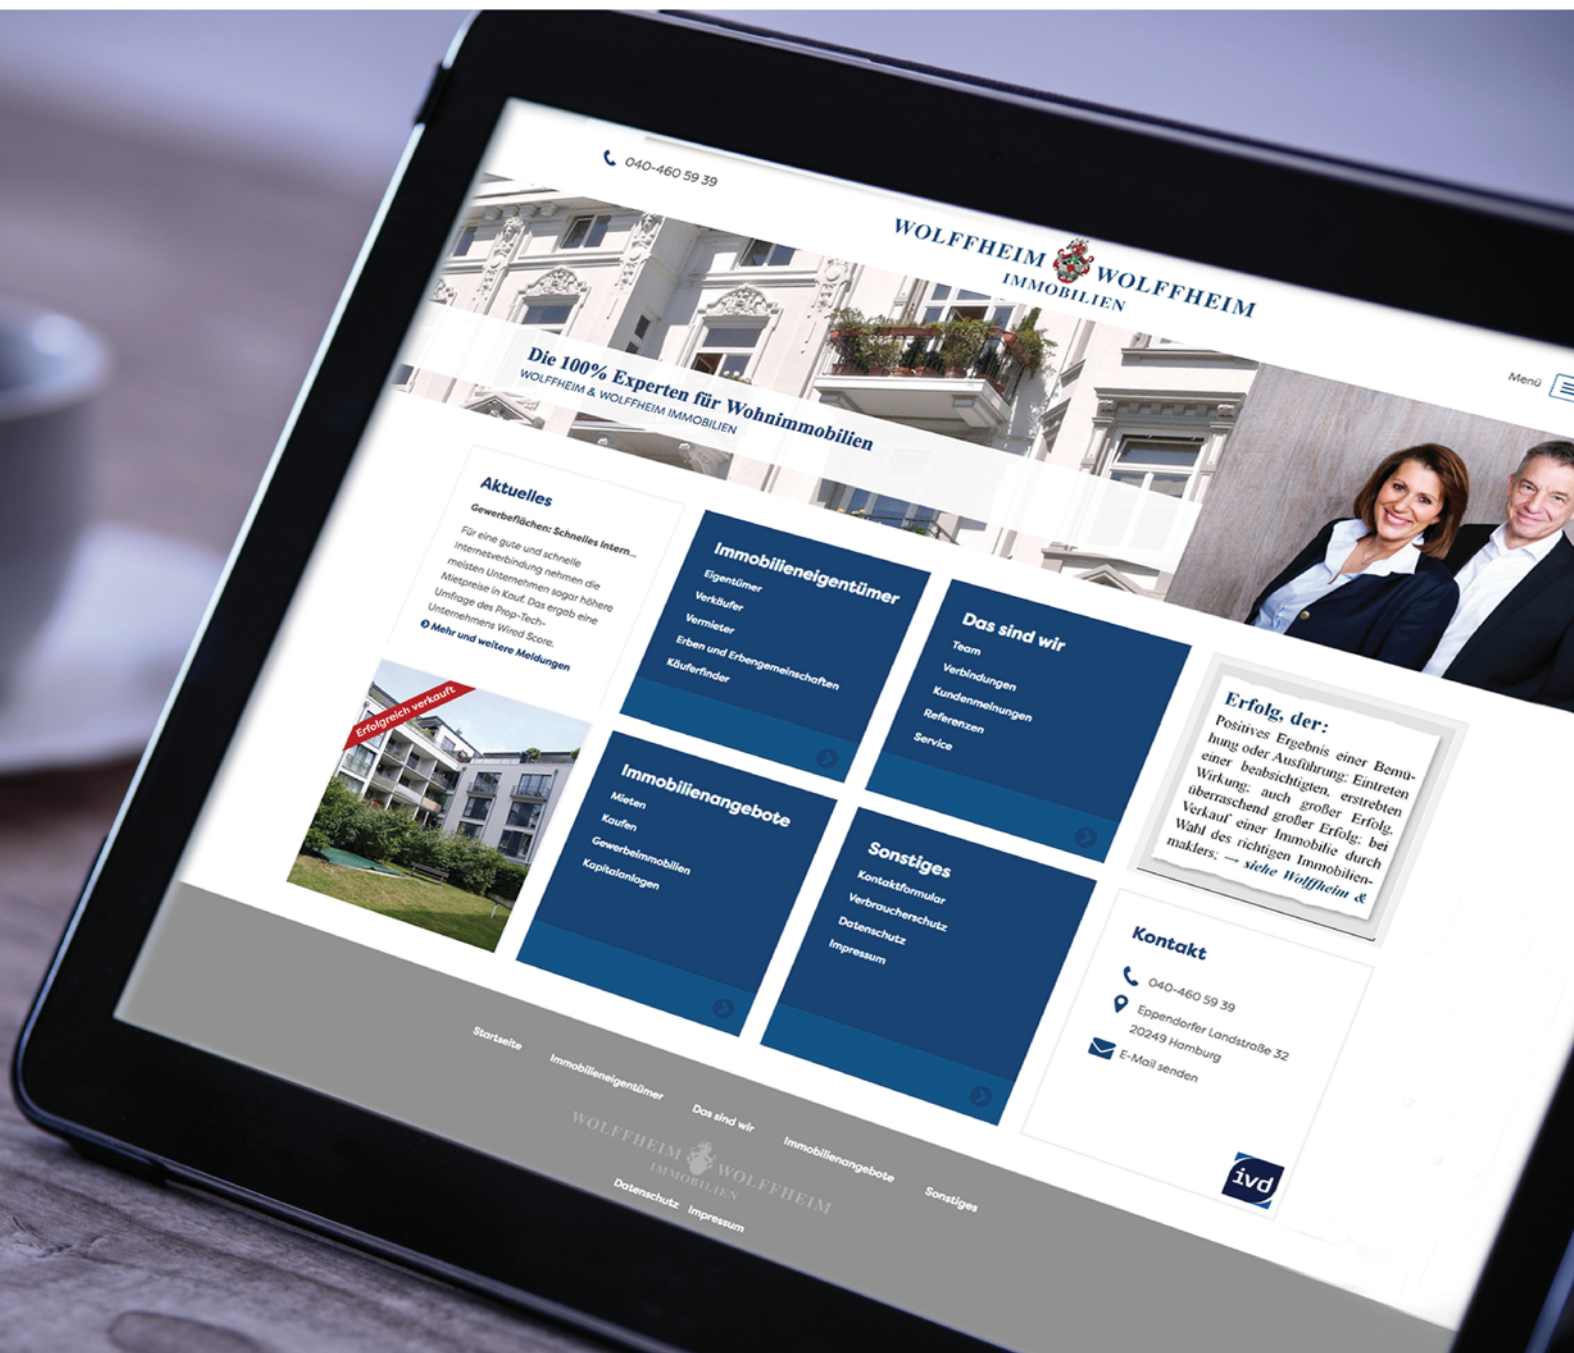 040-460 59 39
WOLFFHEIM WOLFFHEIM
IMMOBILIEN
Menü
Die 100% Experten für Wohnimmobilien
WOLFFHEIM & WOLFFHEIM IMMOBILIEN
Aktuelles
Gewerbeflächen: Schnelles Intern...
Für eine gute und schnelle
Internetverbindung nehmen die
meisten Unternehmen sogar höhere
Mietpreise in Kauf. Das ergab eine
Umfrage des Prop-Tech-
Unternehmens Wired Score.
Mehr und weitere Meldungen
Erfolgreich verkauft
Immobilieneigentümer
Eigentümer
Verkäufer
Vermieter
Erben und Erbengemeinschaften
Käuferfinder
Das sind wir
Team
Verbindungen
Kundenmeinungen
Referenzen
Service
Immobilienangebote
Mieten
Kaufen
Gewerbeimmobilien
Kapitalanlagen
Sonstiges
Kontaktformular
Verbraucherschutz
Datenschutz
Impressum
Erfolg, der:
Positives Ergebnis einer Bemü-
hung oder Ausführung; Eintreten
einer beabsichtigten, erstrebten
Wirkung; auch großer Erfolg,
überraschend großer Erfolg; bei
Verkauf einer Immobilie durch
Wahl des richtigen Immobilien-
maklers; → siehe Wolffheim &
Kontakt
040-460 59 39
Eppendorfer Landstraße 32
20249 Hamburg
E-Mail senden
ivd
Startseite
Immobilieneigentümer
Das sind wir
Immobilienangebote
Sonstiges
WOLFFHEIM WOLFFHEIM
IMMOBILIEN
Datenschutz Impressum